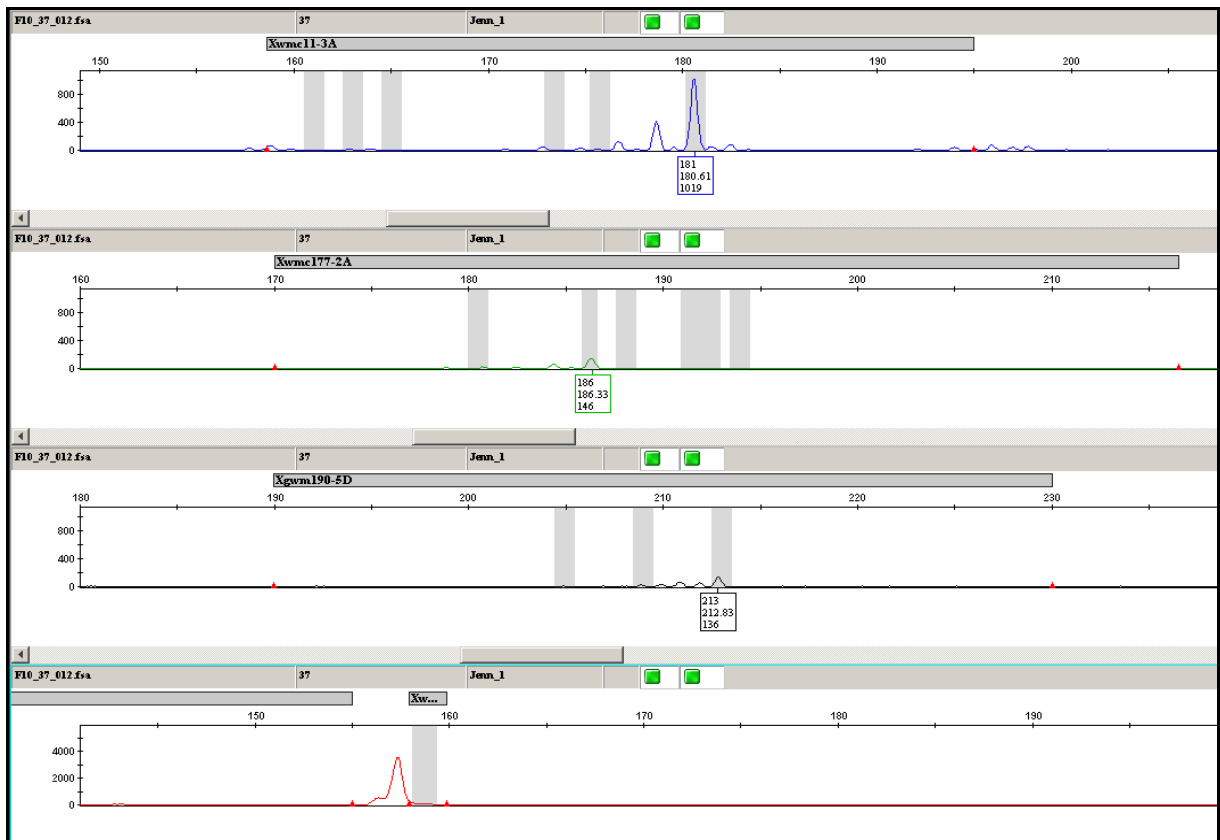 F10_37_012.fsa 37 Jenn_1
Xwmc11-3A
150 160 170 180 190 200
800
400
0
181
180.61
1019
F10_37_012.fsa 37 Jenn_1
Xwmc177-2A
160 170 180 190 200 210
800
400
0
186
186.33
146
F10_37_012.fsa 37 Jenn_1
Xgwm190-5D
180 190 200 210 220 230
800
400
0
213
212.83
136
F10_37_012.fsa 37 Jenn_1
Xw...
150 160 170 180 190
4000
2000
0